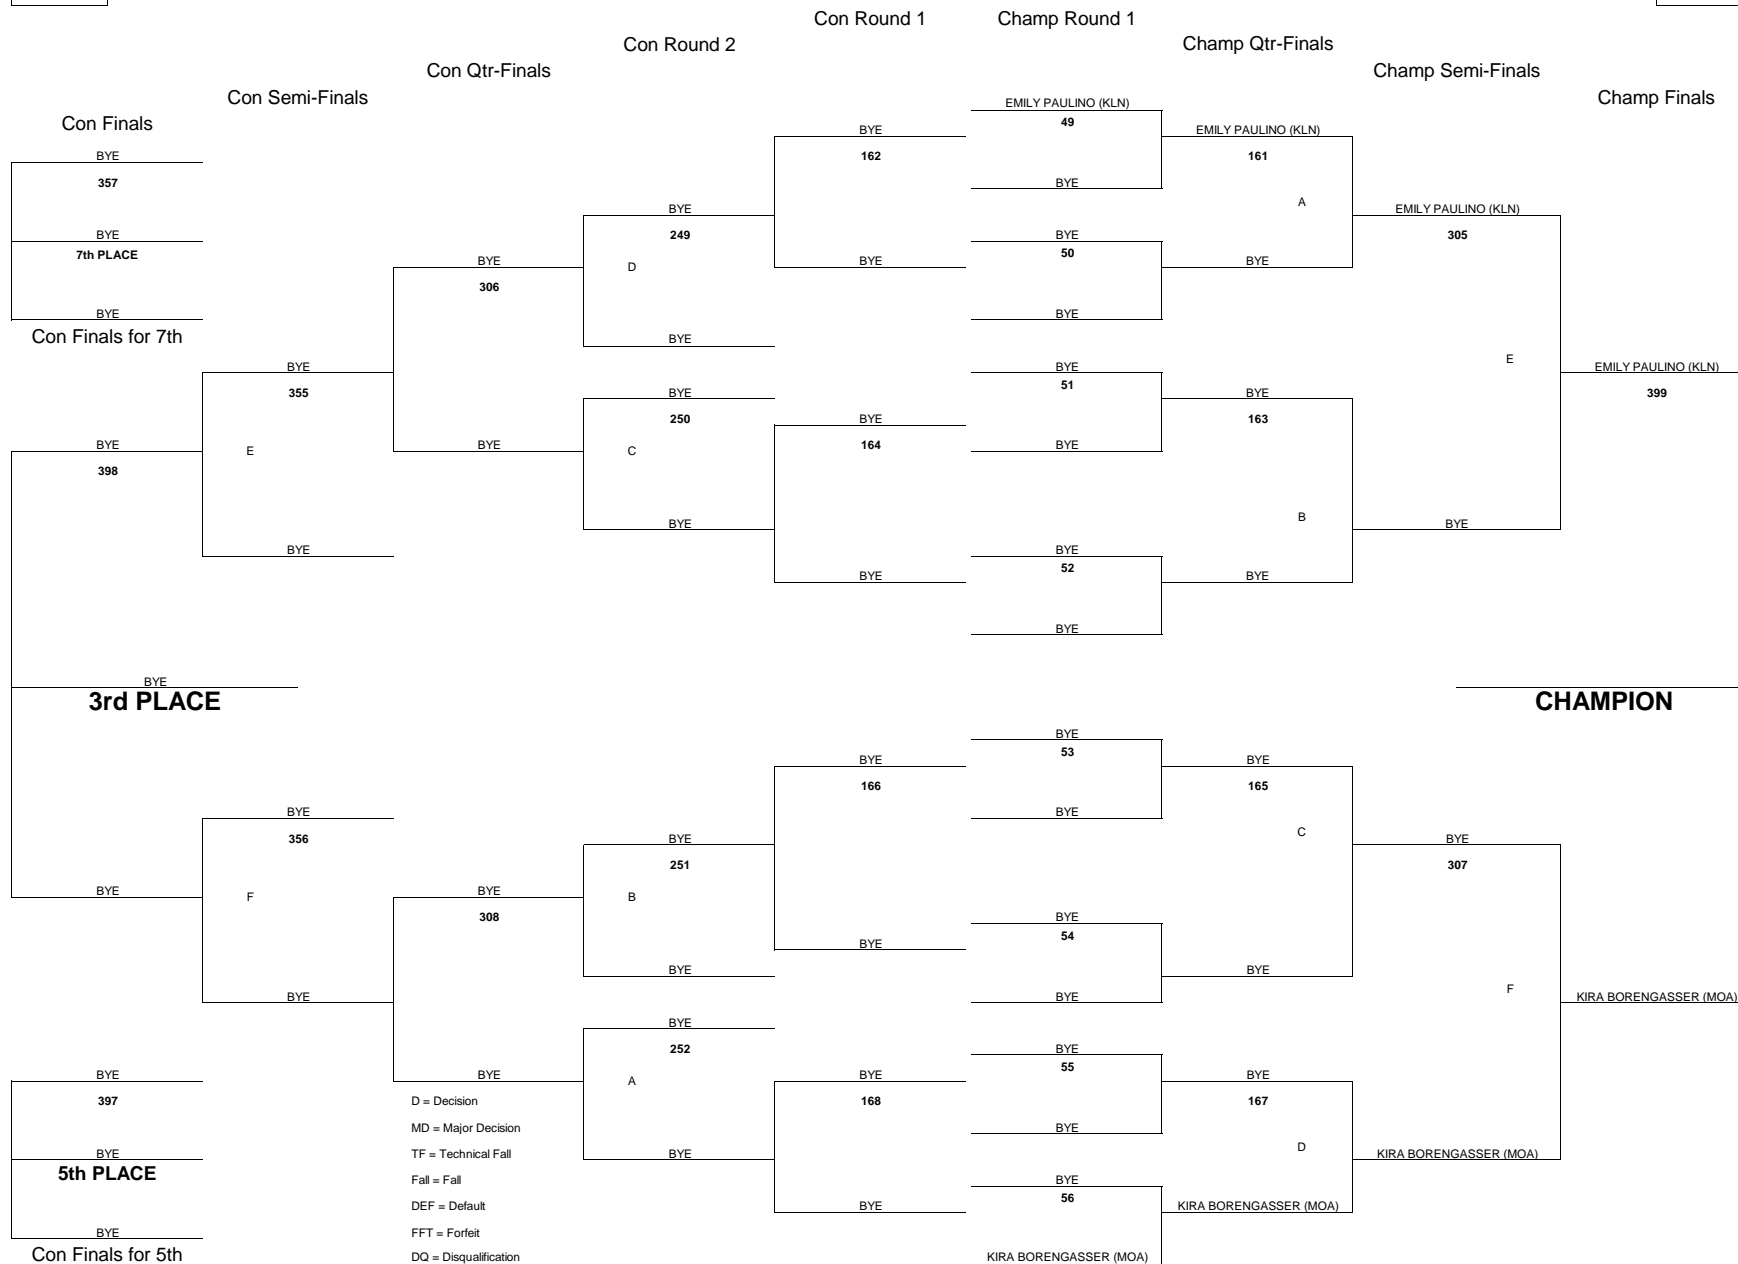 Con Round 1
Champ Round 1
Con Round 2
Champ Qtr-Finals
Con Qtr-Finals
Champ Semi-Finals
Con Semi-Finals
Champ Finals
EMILY PAULINO (KLN)
Con Finals
49
BYE
EMILY PAULINO (KLN)
BYE
162
161
357
BYE
A
BYE
EMILY PAULINO (KLN)
BYE
249
BYE
305
7th PLACE
50
BYE
D
BYE
BYE
306
BYE
BYE
Con Finals for 7th
BYE
E
BYE
BYE
EMILY PAULINO (KLN)
355
51
BYE
BYE
399
250
BYE
163
BYE
E
BYE
C
164
BYE
398
B
BYE
BYE
BYE
BYE
52
BYE
BYE
BYE
BYE
3rd PLACE
CHAMPION
BYE
53
BYE
BYE
166
165
BYE
BYE
356
C
BYE
BYE
251
307
BYE
F
BYE
B
308
BYE
54
BYE
BYE
BYE
F
BYE
BYE
KIRA BORENGASSER (MOA)
BYE
252
BYE
55
BYE
BYE
A
BYE
BYE
397
D = Decision
168
167
MD = Major Decision
BYE
D
BYE
TF = Technical Fall
BYE
KIRA BORENGASSER (MOA)
5th PLACE
Fall = Fall
BYE
56
DEF = Default
BYE
KIRA BORENGASSER (MOA)
BYE
FFT = Forfeit
Con Finals for 5th
DQ = Disqualification
KIRA BORENGASSER (MOA)